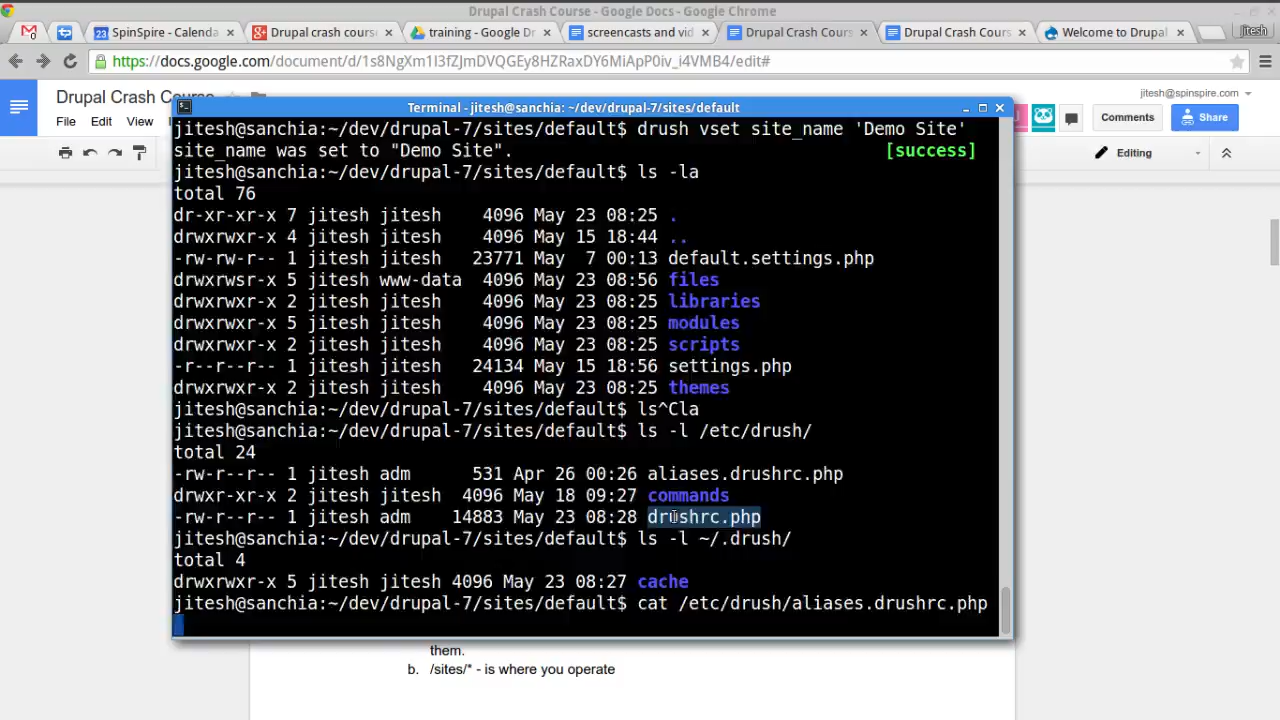 Drupal Crash Course - Google Docs - Google Chrome
SpinSpire - Calenda
Drupal crash cours
training - Google Dr
screencasts and vid
Drupal Crash Cours
Drupal Crash Cours
Welcome to Drupal
jitesh
https://docs.google.com/document/d/1s8NgXm1I3fZJmDVQGEy8HZRaxDY6MiApP0iv_i4VMB4/edit#
Drupal Crash Co
jitesh@spinspire.com
File Edit View
Comments
Share
Editing
Terminal - jitesh@sanchia: ~/dev/drupal-7/sites/default
jitesh@sanchia:~/dev/drupal-7/sites/default$ drush vset site_name 'Demo Site'
site_name was set to "Demo Site". [success]
jitesh@sanchia:~/dev/drupal-7/sites/default$ ls -la
total 76
dr-xr-xr-x 7 jitesh jitesh 4096 May 23 08:25 .
drwxrwxr-x 4 jitesh jitesh 4096 May 15 18:44 ..
-rw-rw-r-- 1 jitesh jitesh 23771 May 7 00:13 default.settings.php
drwxrwsr-x 5 jitesh www-data 4096 May 23 08:56 files
drwxrwxr-x 2 jitesh jitesh 4096 May 23 08:25 libraries
drwxrwxr-x 5 jitesh jitesh 4096 May 23 08:25 modules
drwxrwxr-x 2 jitesh jitesh 4096 May 23 08:25 scripts
-r--r--r-- 1 jitesh jitesh 24134 May 15 18:56 settings.php
drwxrwxr-x 2 jitesh jitesh 4096 May 23 08:25 themes
jitesh@sanchia:~/dev/drupal-7/sites/default$ ls^Cla
jitesh@sanchia:~/dev/drupal-7/sites/default$ ls -l /etc/drush/
total 24
-rw-r--r-- 1 jitesh adm 531 Apr 26 00:26 aliases.drushrc.php
drwxr-xr-x 2 jitesh jitesh 4096 May 18 09:27 commands
-rw-r--r-- 1 jitesh adm 14883 May 23 08:28 drushrc.php
jitesh@sanchia:~/dev/drupal-7/sites/default$ ls -l ~/.drush/
total 4
drwxrwxr-x 5 jitesh jitesh 4096 May 23 08:27 cache
jitesh@sanchia:~/dev/drupal-7/sites/default$ cat /etc/drush/aliases.drushrc.php
them.
b. /sites/* - is where you operate